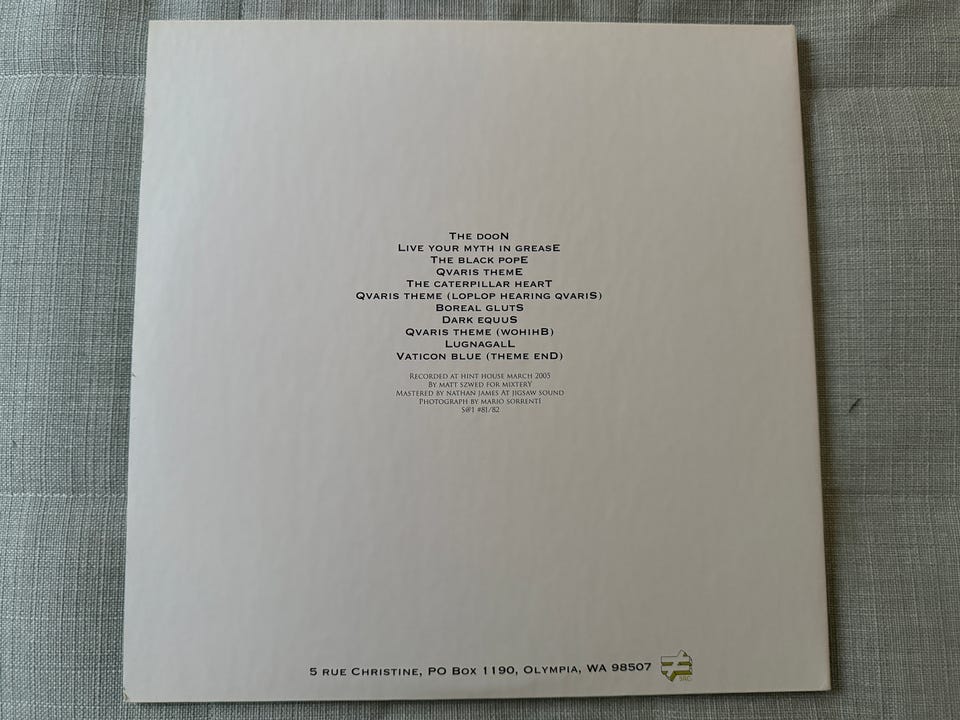 The dooN
Live your myth in greasE
The black popE
Qvaris themE
The caterpillar hearT
Qvaris theme (loplop hearing qvariS)
Boreal glutS
Dark equuS
Qvaris theme (wohihB)
LugnagalL
Vaticon blue (theme enD)
Recorded at hint house march 2005
By matt szwed for mixtery
Mastered by nathan james At jigsaw sound
Photograph by mario sorrenti
S@1 #81/82
5 rue Christine, PO Box 1190, Olympia, WA 98507